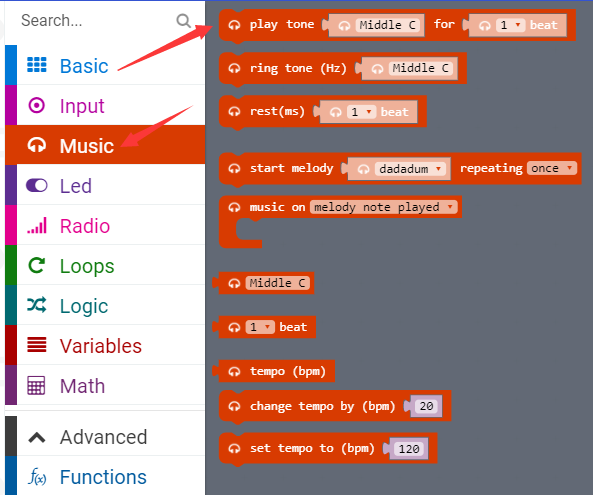 Search...
Basic
Input
Music
Led
Radio
Loops
Logic
Variables
Math
Advanced
f(x) Functions
play tone Middle C for 1 beat
ring tone (Hz) Middle C
rest(ms) 1 beat
start melody dadadum repeating once
music on melody note played
Middle C
1 beat
tempo (bpm)
change tempo by (bpm) 20
set tempo to (bpm) 120